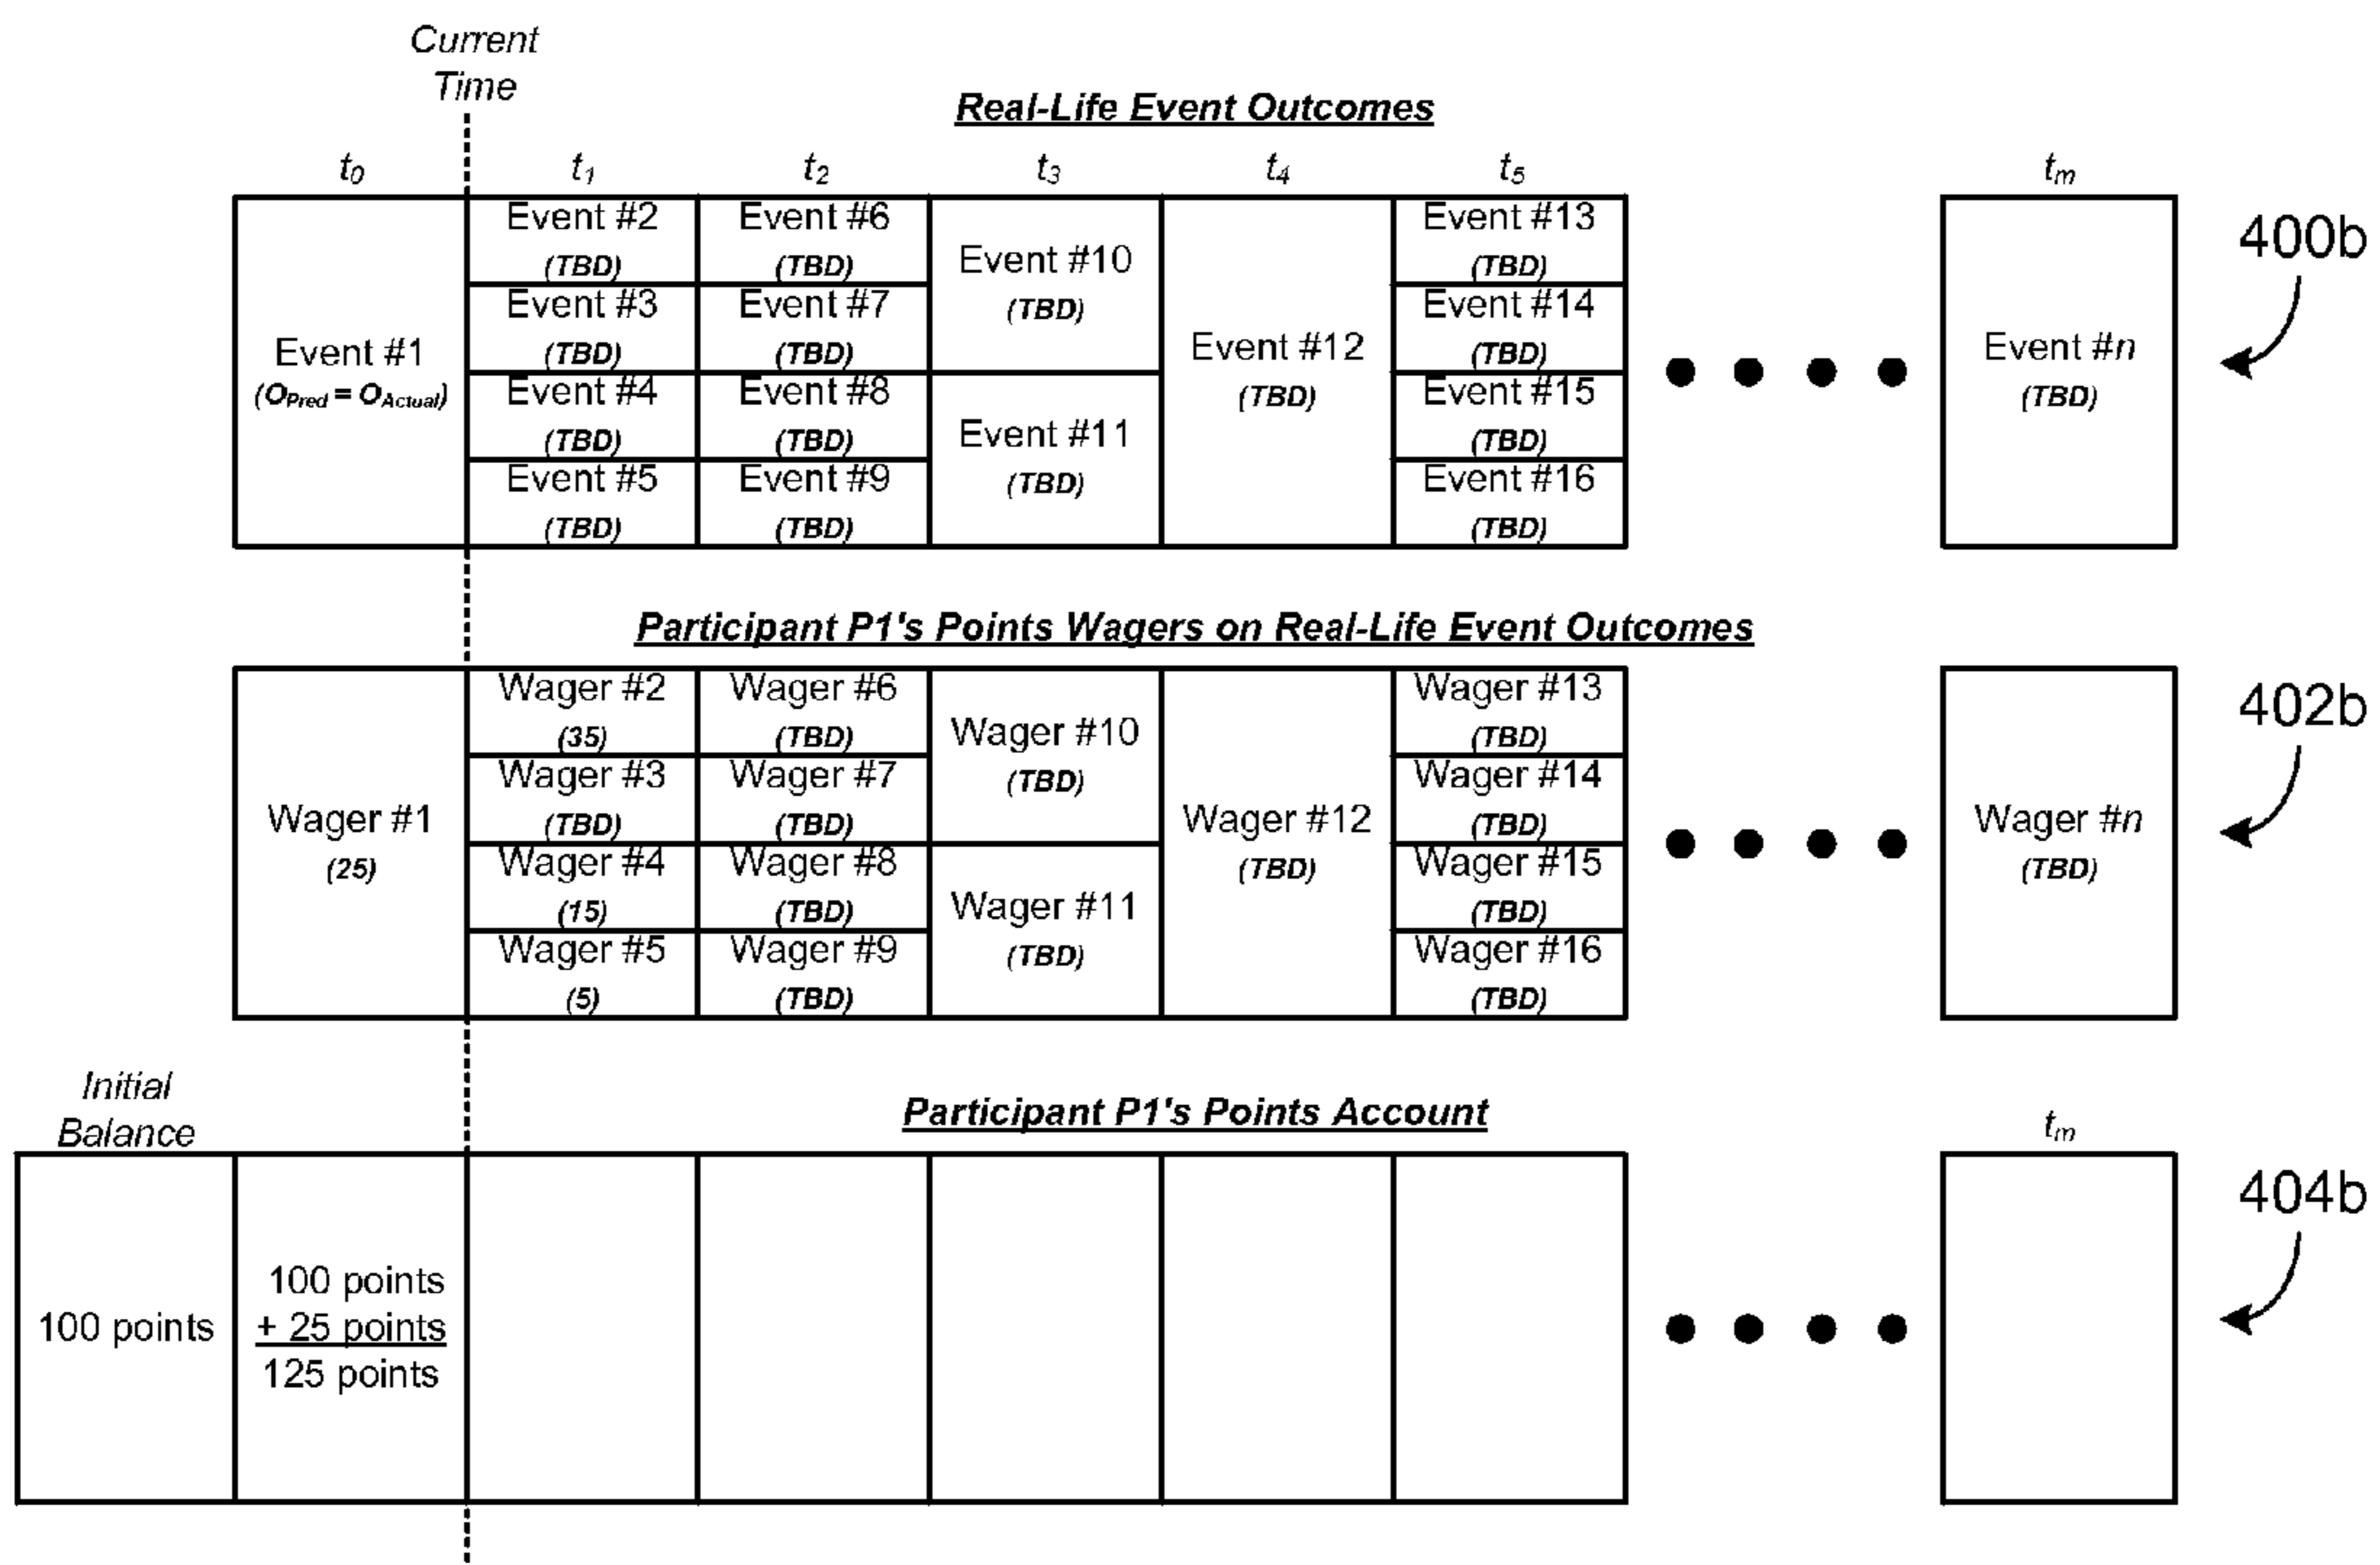 Current
Time
Real-Life Event Outcomes
t0 t1 t2 t3 t4 t5 tm
Event #1
(OPred = OActual)
Event #2
(TBD)
Event #3
(TBD)
Event #4
(TBD)
Event #5
(TBD)
Event #6
(TBD)
Event #7
(TBD)
Event #8
(TBD)
Event #9
(TBD)
Event #10
(TBD)
Event #11
(TBD)
Event #12
(TBD)
Event #13
(TBD)
Event #14
(TBD)
Event #15
(TBD)
Event #16
(TBD)
Event #n
(TBD)
400b
Participant P1's Points Wagers on Real-Life Event Outcomes
Wager #1
(25)
Wager #2
(35)
Wager #3
(TBD)
Wager #4
(15)
Wager #5
(5)
Wager #6
(TBD)
Wager #7
(TBD)
Wager #8
(TBD)
Wager #9
(TBD)
Wager #10
(TBD)
Wager #11
(TBD)
Wager #12
(TBD)
Wager #13
(TBD)
Wager #14
(TBD)
Wager #15
(TBD)
Wager #16
(TBD)
Wager #n
(TBD)
402b
Initial
Balance
Participant P1's Points Account
tm
100 points
100 points
+ 25 points
125 points
404b